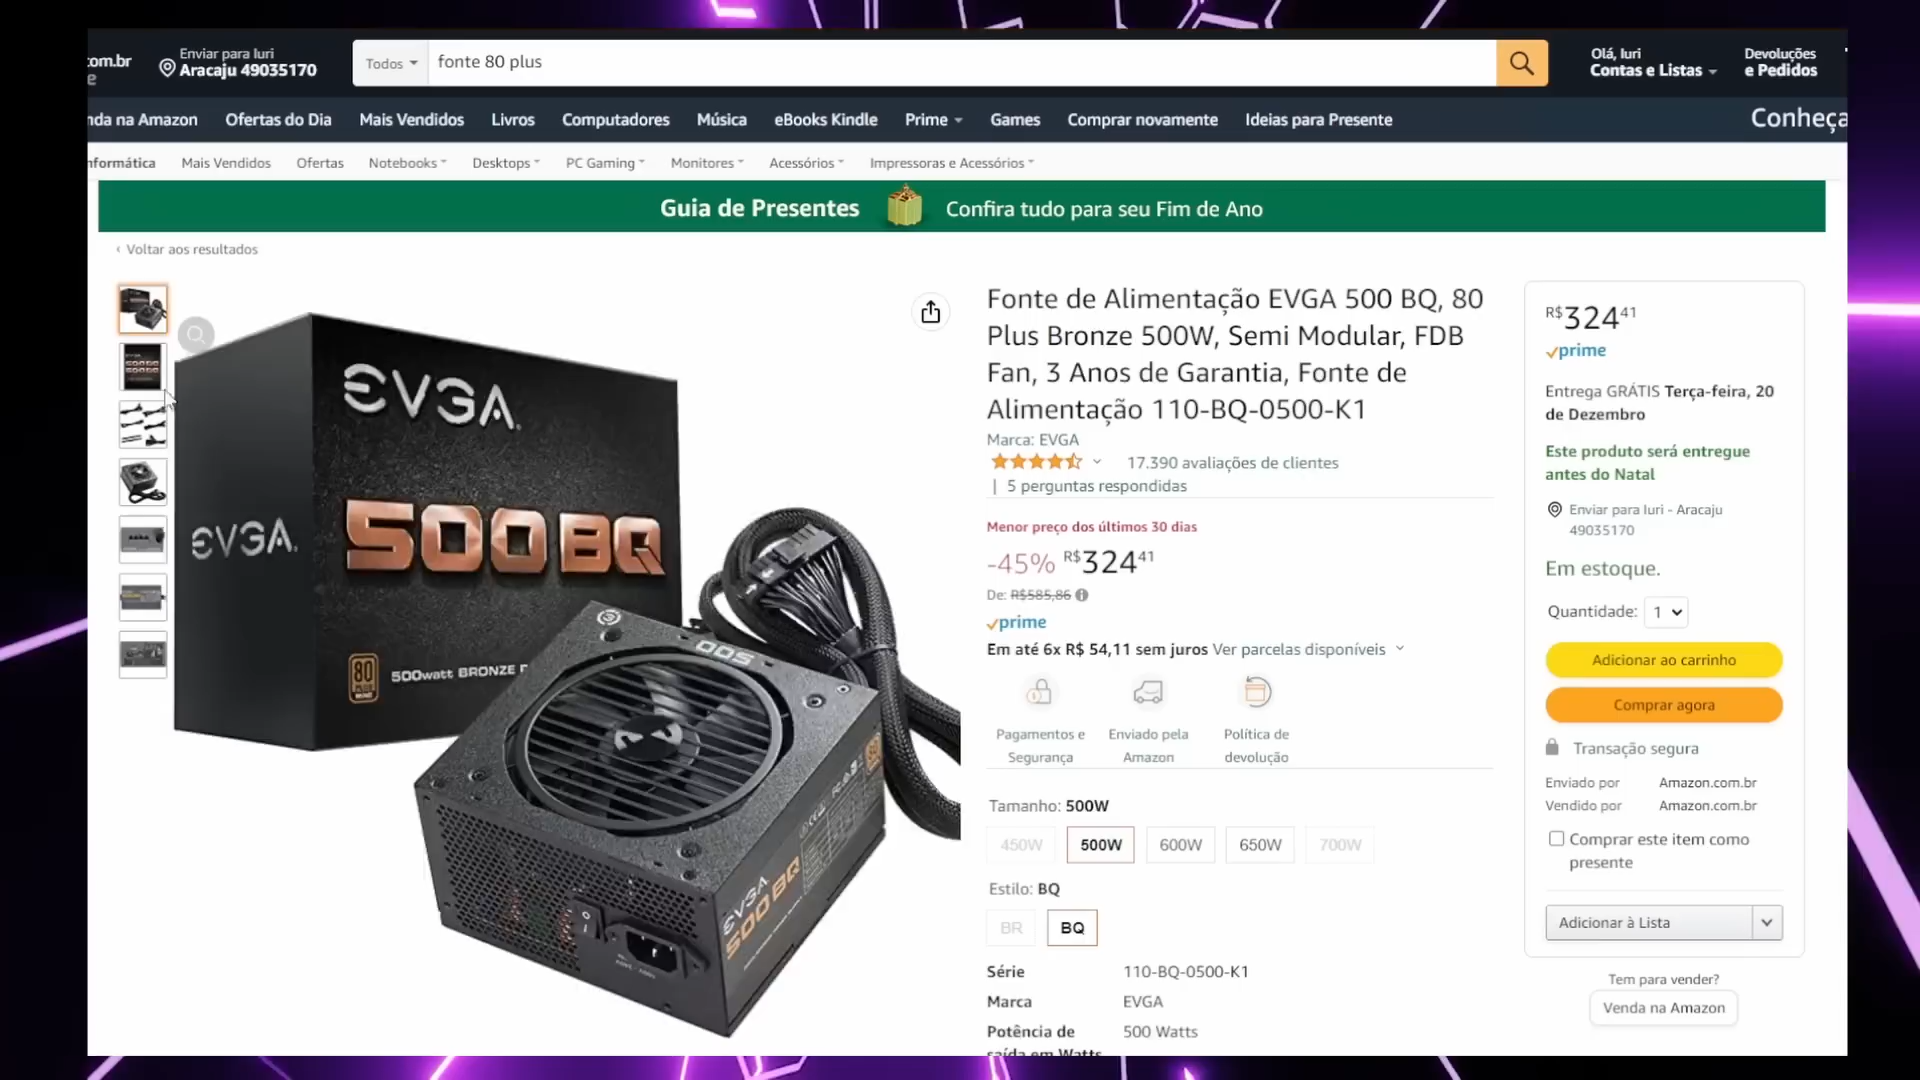 com.br
Enviar para Iuri
Aracaju 49035170
Todos
fonte 80 plus
Olá, Iuri
Contas e Listas
Devoluções
e Pedidos
nda na Amazon Ofertas do Dia Mais Vendidos Livros Computadores Música eBooks Kindle Prime Games Comprar novamente Ideias para Presente
Conheça
nformática Mais Vendidos Ofertas Notebooks Desktops PC Gaming Monitores Acessórios Impressoras e Acessórios
Guia de Presentes Confira tudo para seu Fim de Ano
‹ Voltar aos resultados
EVGA
500 BQ
EVGA
80
PLUS
BRONZE
500watt BRONZE
500
EVGA
500 BQ
Fonte de Alimentação EVGA 500 BQ, 80
Plus Bronze 500W, Semi Modular, FDB
Fan, 3 Anos de Garantia, Fonte de
Alimentação 110-BQ-0500-K1
Marca: EVGA
17.390 avaliações de clientes
| 5 perguntas respondidas
Menor preço dos últimos 30 dias
-45% R$324 41
De: R$585,86
prime
Em até 6x R$ 54,11 sem juros Ver parcelas disponíveis
Pagamentos e
Segurança
Enviado pela
Amazon
Política de
devolução
Tamanho: 500W
450W 500W 600W 650W 700W
Estilo: BQ
BR BQ
Série 110-BQ-0500-K1
Marca EVGA
Potência de 500 Watts
saída em Watts
R$324 41
prime
Entrega GRÁTIS Terça-feira, 20
de Dezembro
Este produto será entregue
antes do Natal
Enviar para Iuri - Aracaju
49035170
Em estoque.
Quantidade: 1
Adicionar ao carrinho
Comprar agora
Transação segura
Enviado por Amazon.com.br
Vendido por Amazon.com.br
Comprar este item como
presente
Adicionar à Lista
Tem para vender?
Venda na Amazon